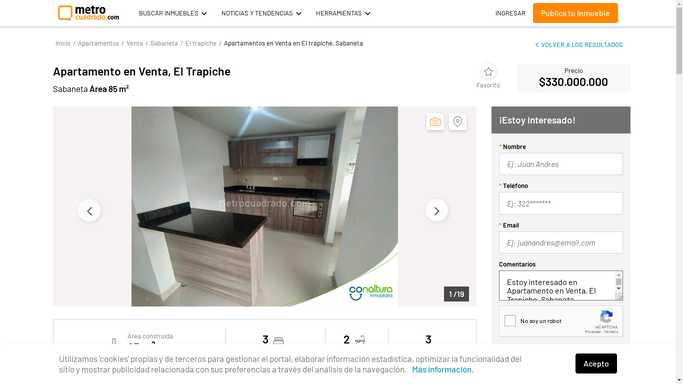 metro
cuadrado.com
BUSCAR INMUEBLES
NOTICIAS Y TENDENCIAS
HERRAMIENTAS
INGRESAR
Publica tu Inmueble
Inicio / Apartamentos / Venta / Sabaneta / El trapiche / Apartamentos en Venta en El trapiche, Sabaneta
VOLVER A LOS RESULTADOS
Apartamento en Venta, El Trapiche
Sabaneta Área 85 m²
Favorito
Precio
$330.000.000
metrocuadrado.com
conaltura
inmobiliaria
1 /19
¡Estoy Interesado!
* Nombre
Ej: Juan Andres
* Teléfono
Ej: 322*******
* Email
Ej: juanandres@email.com
Comentarios
Estoy interesado en
Apartamento en Venta, El
Trapiche, Sabaneta
No soy un robot
reCAPTCHA
Privacidad - Términos
Área construida
3
2
3
Utilizamos 'cookies' propias y de terceros para gestionar el portal, elaborar información estadística, optimizar la funcionalidad del
sitio y mostrar publicidad relacionada con sus preferencias a través del análisis de la navegación. Más información.
Acepto